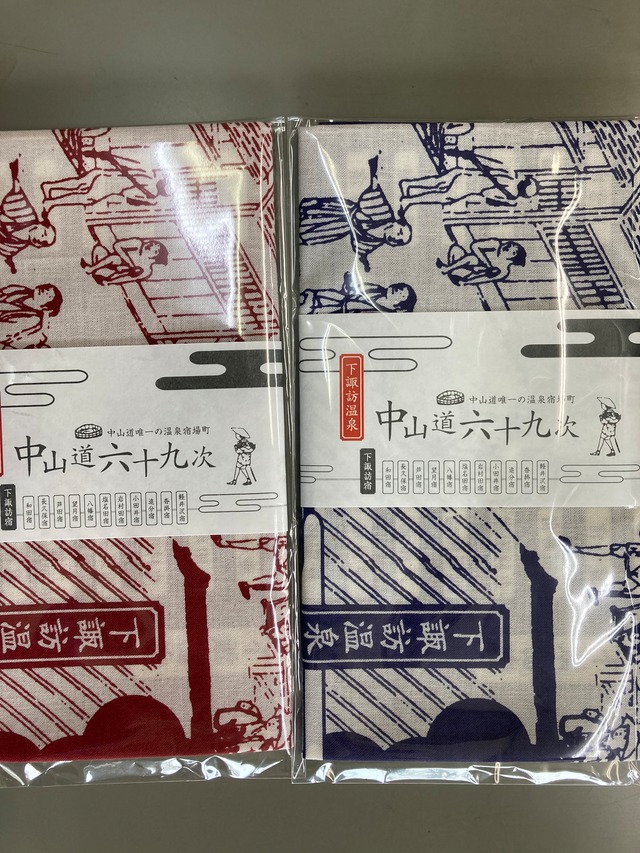 中山道唯一の温泉宿場町
中山道六十九次
下諏訪宿
和田宿
長久保宿
芦田宿
望月宿
八幡宿
塩名田宿
岩村田宿
小田井宿
追分宿
沓掛宿
軽井沢宿
下諏訪温
下諏訪温泉
中山道唯一の温泉宿場町
中山道六十九次
下諏訪宿
和田宿
長久保宿
芦田宿
望月宿
八幡宿
塩名田宿
岩村田宿
小田井宿
追分宿
沓掛宿
軽井沢宿
下諏訪温泉